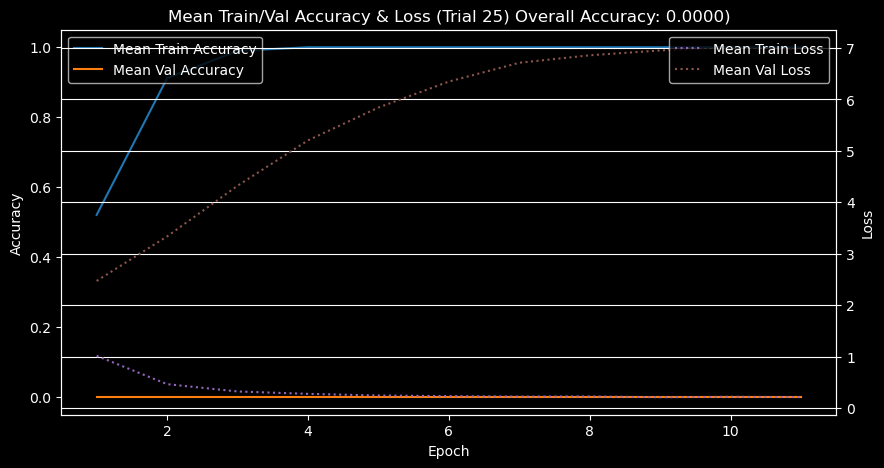 Mean Train/Val Accuracy & Loss (Trial 25) Overall Accuracy: 0.0000)
Mean Train Accuracy
Mean Val Accuracy
Mean Train Loss
Mean Val Loss
1.0
0.8
0.6
0.4
0.2
0.0
Accuracy
7
6
5
4
3
2
1
0
Loss
2
4
6
8
10
Epoch